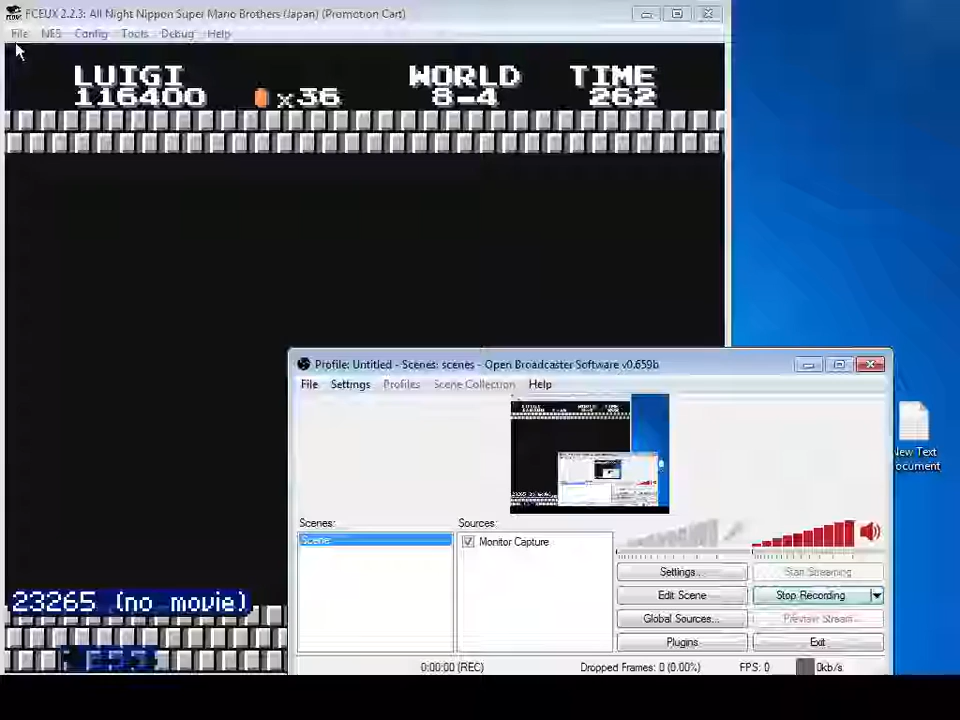 FCEUX 2.2.3: All Night Nippon Super Mario Brothers (Japan) (Promotion Cart)
File NES Config Tools Debug Help
LUIGI WORLD TIME
116400 x36 8-4 262
Profile: Untitled - Scenes: scenes - Open Broadcaster Software v0.659b
File Settings Profiles Scene Collection Help
New Text
ocument
Scenes: Sources:
Scene
Monitor Capture
Settings... Start Streaming
Edit Scene Stop Recording
Global Sources... Preview Stream...
Plugins Exit
23265 (no movie)
0:00:00 (REC) Dropped Frames: 0 (0.00%) FPS: 0 0kb/s